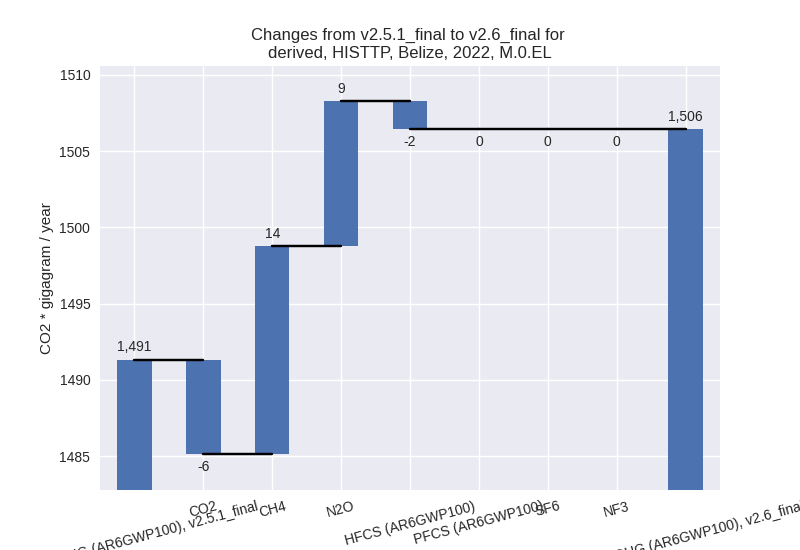 Changes from v2.5.1_final to v2.6_final for
derived, HISTTP, Belize, 2022, M.0.EL
CO2 * gigagram / year
1510
1505
1500
1495
1490
1485
1,491
-6
14
9
-2
0
0
0
1,506
(AR6GWP100), v2.5.1_final
CO2
CH4
N2O
HFCS (AR6GWP100)
PFCS (AR6GWP100)
SF6
NF3
(AR6GWP100), v2.6_final